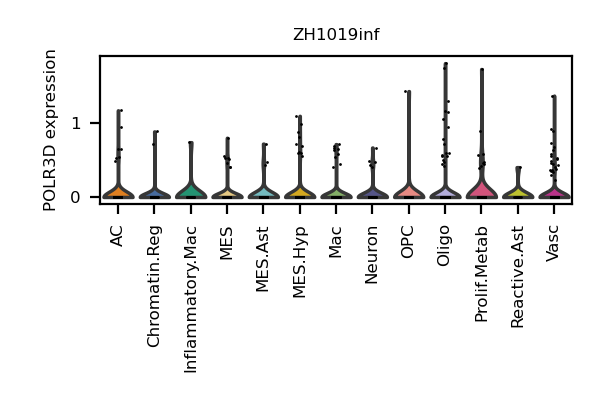 ZH1019inf
POLR3D expression
1
0
AC
Chromatin.Reg
Inflammatory.Mac
MES
MES.Ast
MES.Hyp
Mac
Neuron
OPC
Oligo
Prolif.Metab
Reactive.Ast
Vasc